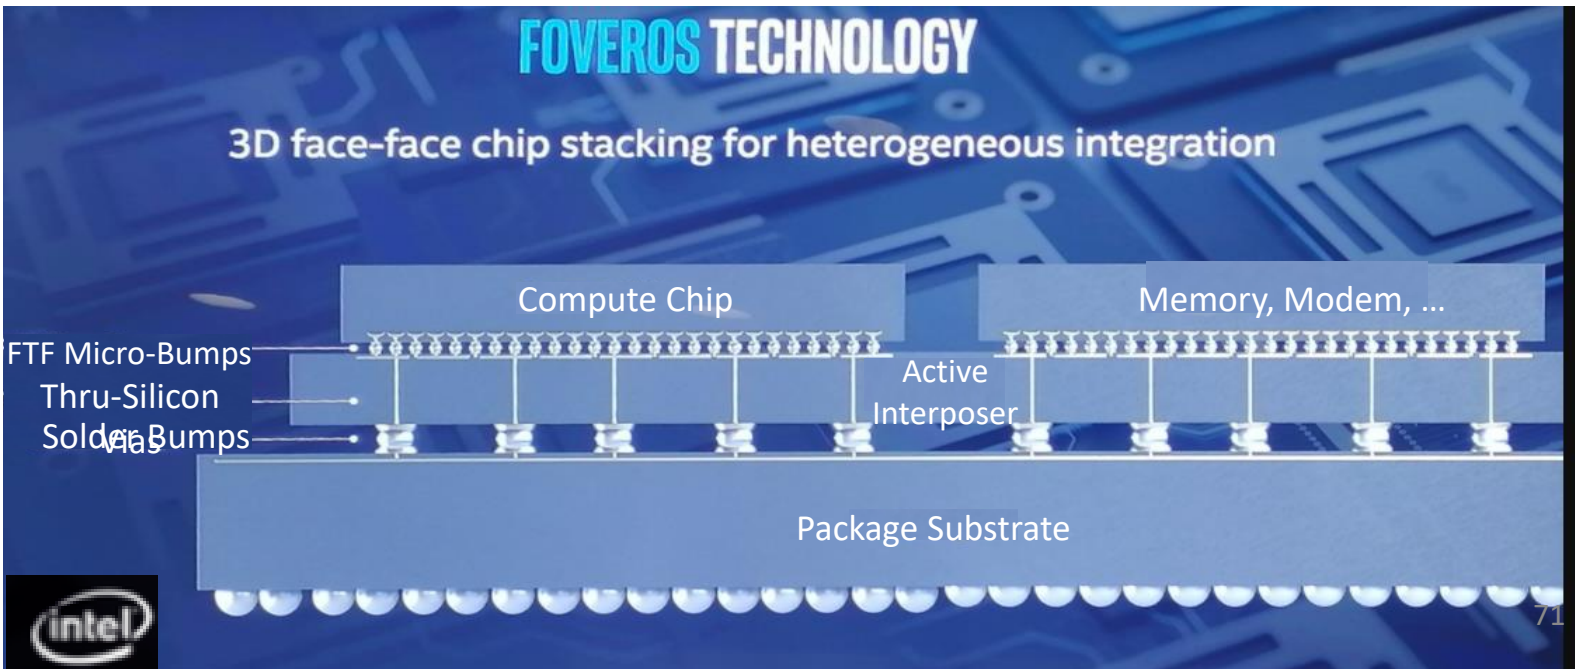 FOVEROS TECHNOLOGY
3D face-face chip stacking for heterogeneous integration
Compute Chip
Memory, Modem, ...
FTF Micro-Bumps
Thru-Silicon
Vias
Solder Bumps
Active
Interposer
Package Substrate
intel
71